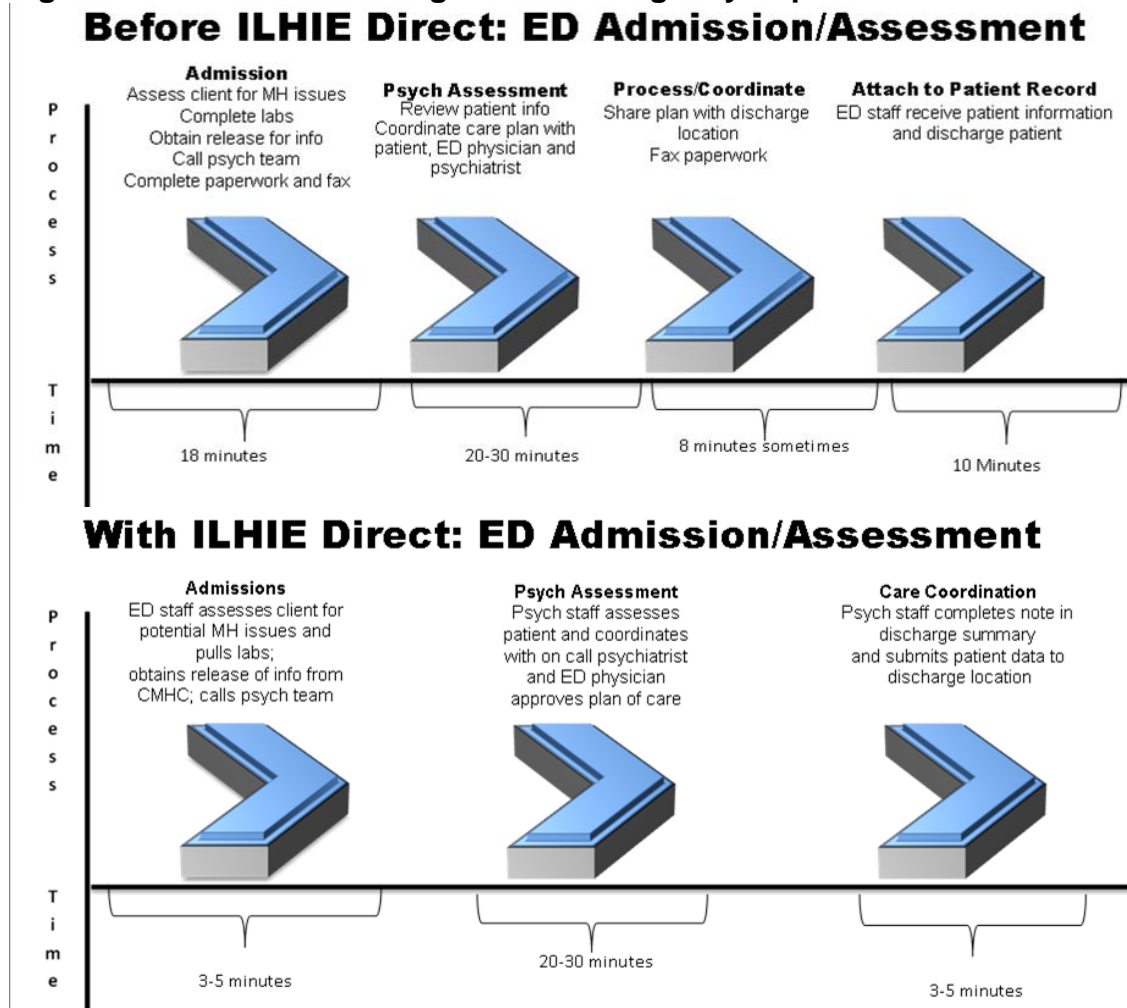 Before ILHIE Direct: ED Admission/Assessment
Process
Admission
Assess client for MH issues
Complete labs
Obtain release for info
Call psych team
Complete paperwork and fax
Psych Assessment
Review patient info
Coordinate care plan with
patient, ED physician and
psychiatrist
Process/Coordinate
Share plan with discharge
location
Fax paperwork
Attach to Patient Record
ED staff receive patient information
and discharge patient
Time
18 minutes
20-30 minutes
8 minutes sometimes
10 Minutes
With ILHIE Direct: ED Admission/Assessment
Process
Admissions
ED staff assesses client for
potential MH issues and
pulls labs;
obtains release of info from
CMHC; calls psych team
Psych Assessment
Psych staff assesses
patient and coordinates
with on call psychiatrist
and ED physician
approves plan of care
Care Coordination
Psych staff completes note in
discharge summary
and submits patient data to
discharge location
Time
3-5 minutes
20-30 minutes
3-5 minutes